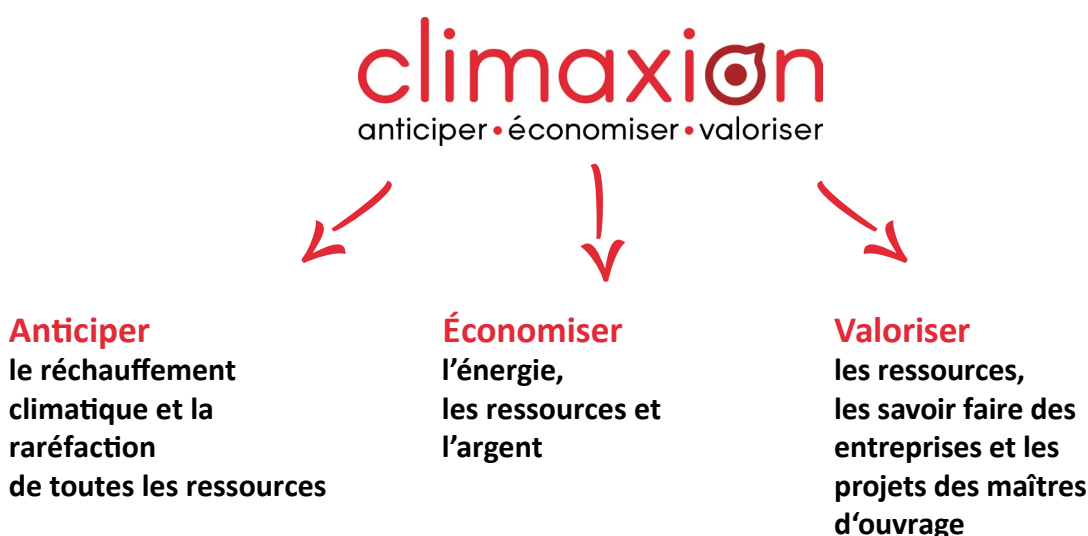 climaxion
anticiper • économiser • valoriser
Anticiper
le réchauffement
climatique et la
raréfaction
de toutes les ressources
Économiser
l’énergie,
les ressources et
l’argent
Valoriser
les ressources,
les savoir faire des
entreprises et les
projets des maîtres
d‘ouvrage